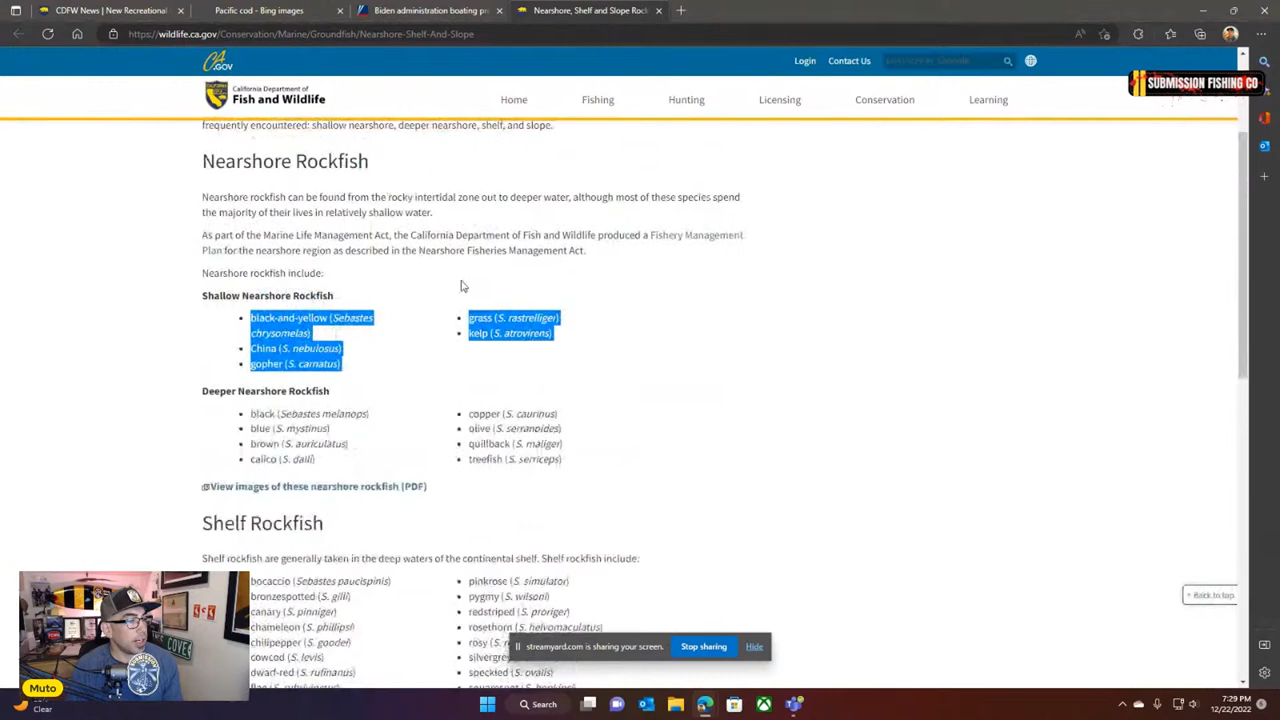 CDFW News | New Recreational
Pacific cod - Bing images
Biden administration boating pr
Nearshore, Shelf and Slope Rock
https://wildlife.ca.gov/Conservation/Marine/Groundfish/Nearshore-Shelf-And-Slope
CA.GOV
Login
Contact Us
SUBMISSION FISHING CO
California Department of
Fish and Wildlife
Home
Fishing
Hunting
Licensing
Conservation
Learning
frequently encountered: shallow nearshore, deeper nearshore, shelf, and slope.
Nearshore Rockfish
Nearshore rockfish can be found from the rocky intertidal zone out to deeper water, although most of these species spend
the majority of their lives in relatively shallow water.
As part of the Marine Life Management Act, the California Department of Fish and Wildlife produced a Fishery Management
Plan for the nearshore region as described in the Nearshore Fisheries Management Act.
Nearshore rockfish include:
Shallow Nearshore Rockfish
black-and-yellow (Sebastes
chrysomelas)
China (S. nebulosus)
gopher (S. carnatus)
grass (S. rastrelliger)
kelp (S. atrovirens)
Deeper Nearshore Rockfish
black (Sebastes melanops)
blue (S. mystinus)
brown (S. auriculatus)
calico (S. dalli)
copper (S. caurinus)
olive (S. serranoides)
quillback (S. maliger)
treefish (S. serriceps)
View images of these nearshore rockfish (PDF)
Shelf Rockfish
Shelf rockfish are generally taken in the deep waters of the continental shelf. Shelf rockfish include:
bocaccio (Sebastes paucispinis)
bronzespotted (S. gilli)
canary (S. pinniger)
chameleon (S. phillipsi)
chilipepper (S. goodei)
cowcod (S. levis)
dwarf-red (S. rufinanus)
pinkrose (S. simulator)
pygmy (S. wilsoni)
redstriped (S. proriger)
rosethorn (S. helvomaculatus)
rosy
silvergrey
speckled (S. ovalis)
Back to top
streamyard.com is sharing your screen.
Stop sharing
Hide
COVE
Muto
Clear
Search
7:29 PM
12/22/2022